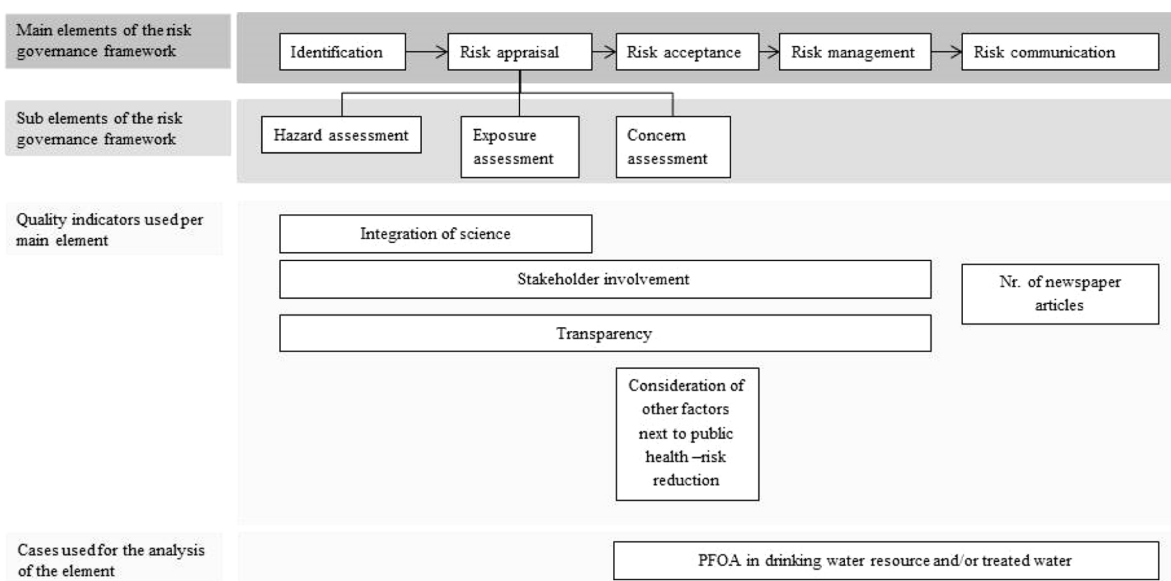 Main elements of the risk
governance framework
Identification
Risk appraisal
Risk acceptance
Risk management
Risk communication
Sub elements of the risk
governance framework
Hazard assessment
Exposure
assessment
Concern
assessment
Quality indicators used per
main element
Integration of science
Stakeholder involvement
Nr. of newspaper
articles
Transparency
Consideration of
other factors
next to public
health –risk
reduction
Cases used for the analysis
of the element
PFOA in drinking water resource and/or treated water